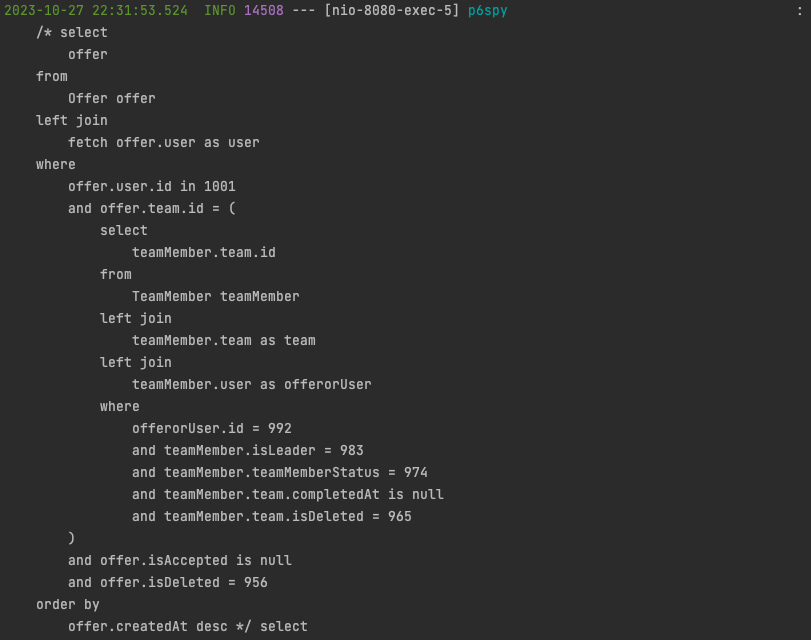 2023-10-27 22:31:53.524  INFO 14508 --- [nio-8080-exec-5] p6spy                                    :
    /* select
        offer
    from
        Offer offer
    left join
        fetch offer.user as user
    where
        offer.user.id in 1001
        and offer.team.id = (
            select
                teamMember.team.id
            from
                TeamMember teamMember
            left join
                teamMember.team as team
            left join
                teamMember.user as offerorUser
            where
                offerorUser.id = 992
                and teamMember.isLeader = 983
                and teamMember.teamMemberStatus = 974
                and teamMember.team.completedAt is null
                and teamMember.team.isDeleted = 965
        )
        and offer.isAccepted is null
        and offer.isDeleted = 956
    order by
        offer.createdAt desc */ select